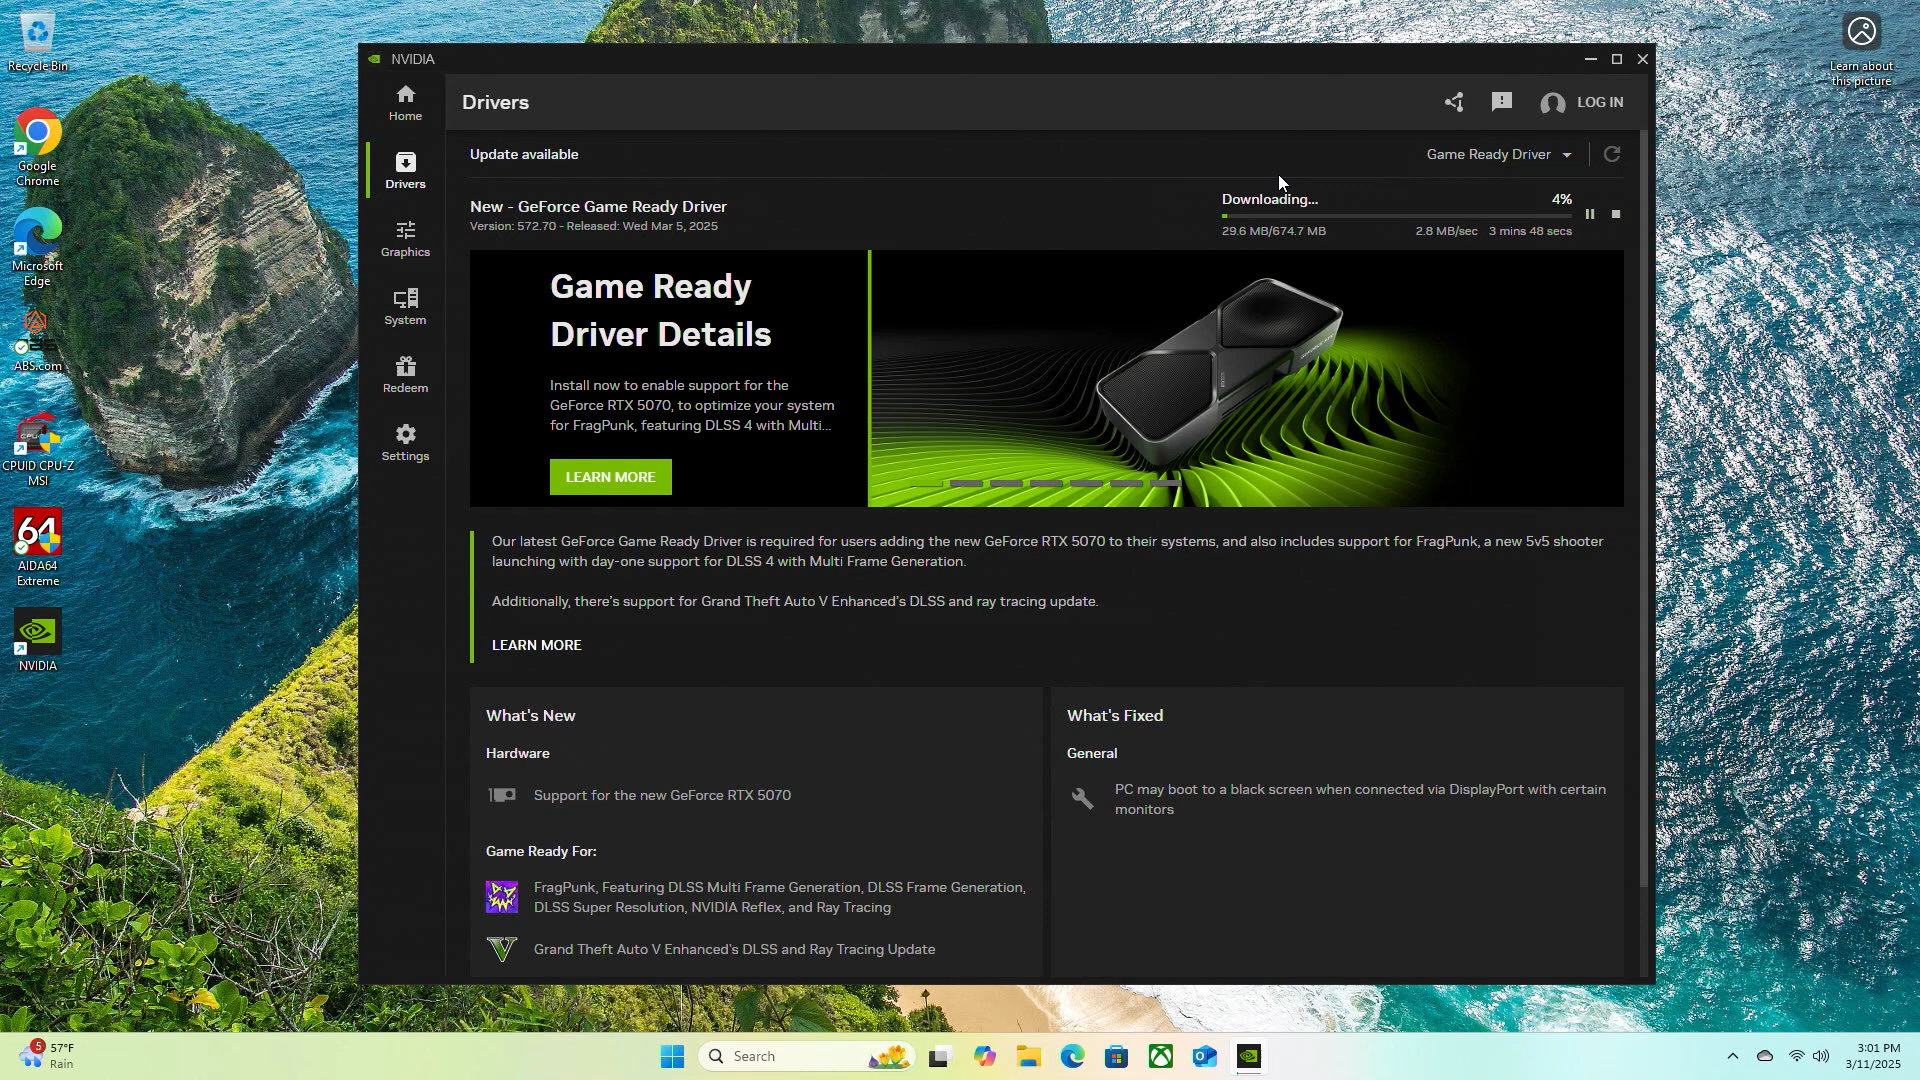 Recycle Bin
Google
Chrome
Microsoft
Edge
ABS.com
CPUID CPU-Z
MSI
64
AIDA64
Extreme
NVIDIA
Learn about
this picture
NVIDIA
Home
Drivers
Graphics
System
Redeem
Settings
Drivers
LOG IN
Update available
Game Ready Driver
New - GeForce Game Ready Driver
Version: 572.70 - Released: Wed Mar 5, 2025
Downloading...
4%
29.6 MB/674.7 MB
2.8 MB/sec
3 mins 48 secs
Game Ready
Driver Details
Install now to enable support for the
GeForce RTX 5070, to optimize your system
for FragPunk, featuring DLSS 4 with Multi...
LEARN MORE
Our latest GeForce Game Ready Driver is required for users adding the new GeForce RTX 5070 to their systems, and also includes support for FragPunk, a new 5v5 shooter
launching with day-one support for DLSS 4 with Multi Frame Generation.
Additionally, there's support for Grand Theft Auto V Enhanced's DLSS and ray tracing update.
LEARN MORE
What's New
Hardware
Support for the new GeForce RTX 5070
Game Ready For:
FragPunk, Featuring DLSS Multi Frame Generation, DLSS Frame Generation,
DLSS Super Resolution, NVIDIA Reflex, and Ray Tracing
Grand Theft Auto V Enhanced's DLSS and Ray Tracing Update
What's Fixed
General
PC may boot to a black screen when connected via DisplayPort with certain
monitors
5
57°F
Rain
Search
3:01 PM
3/11/2025